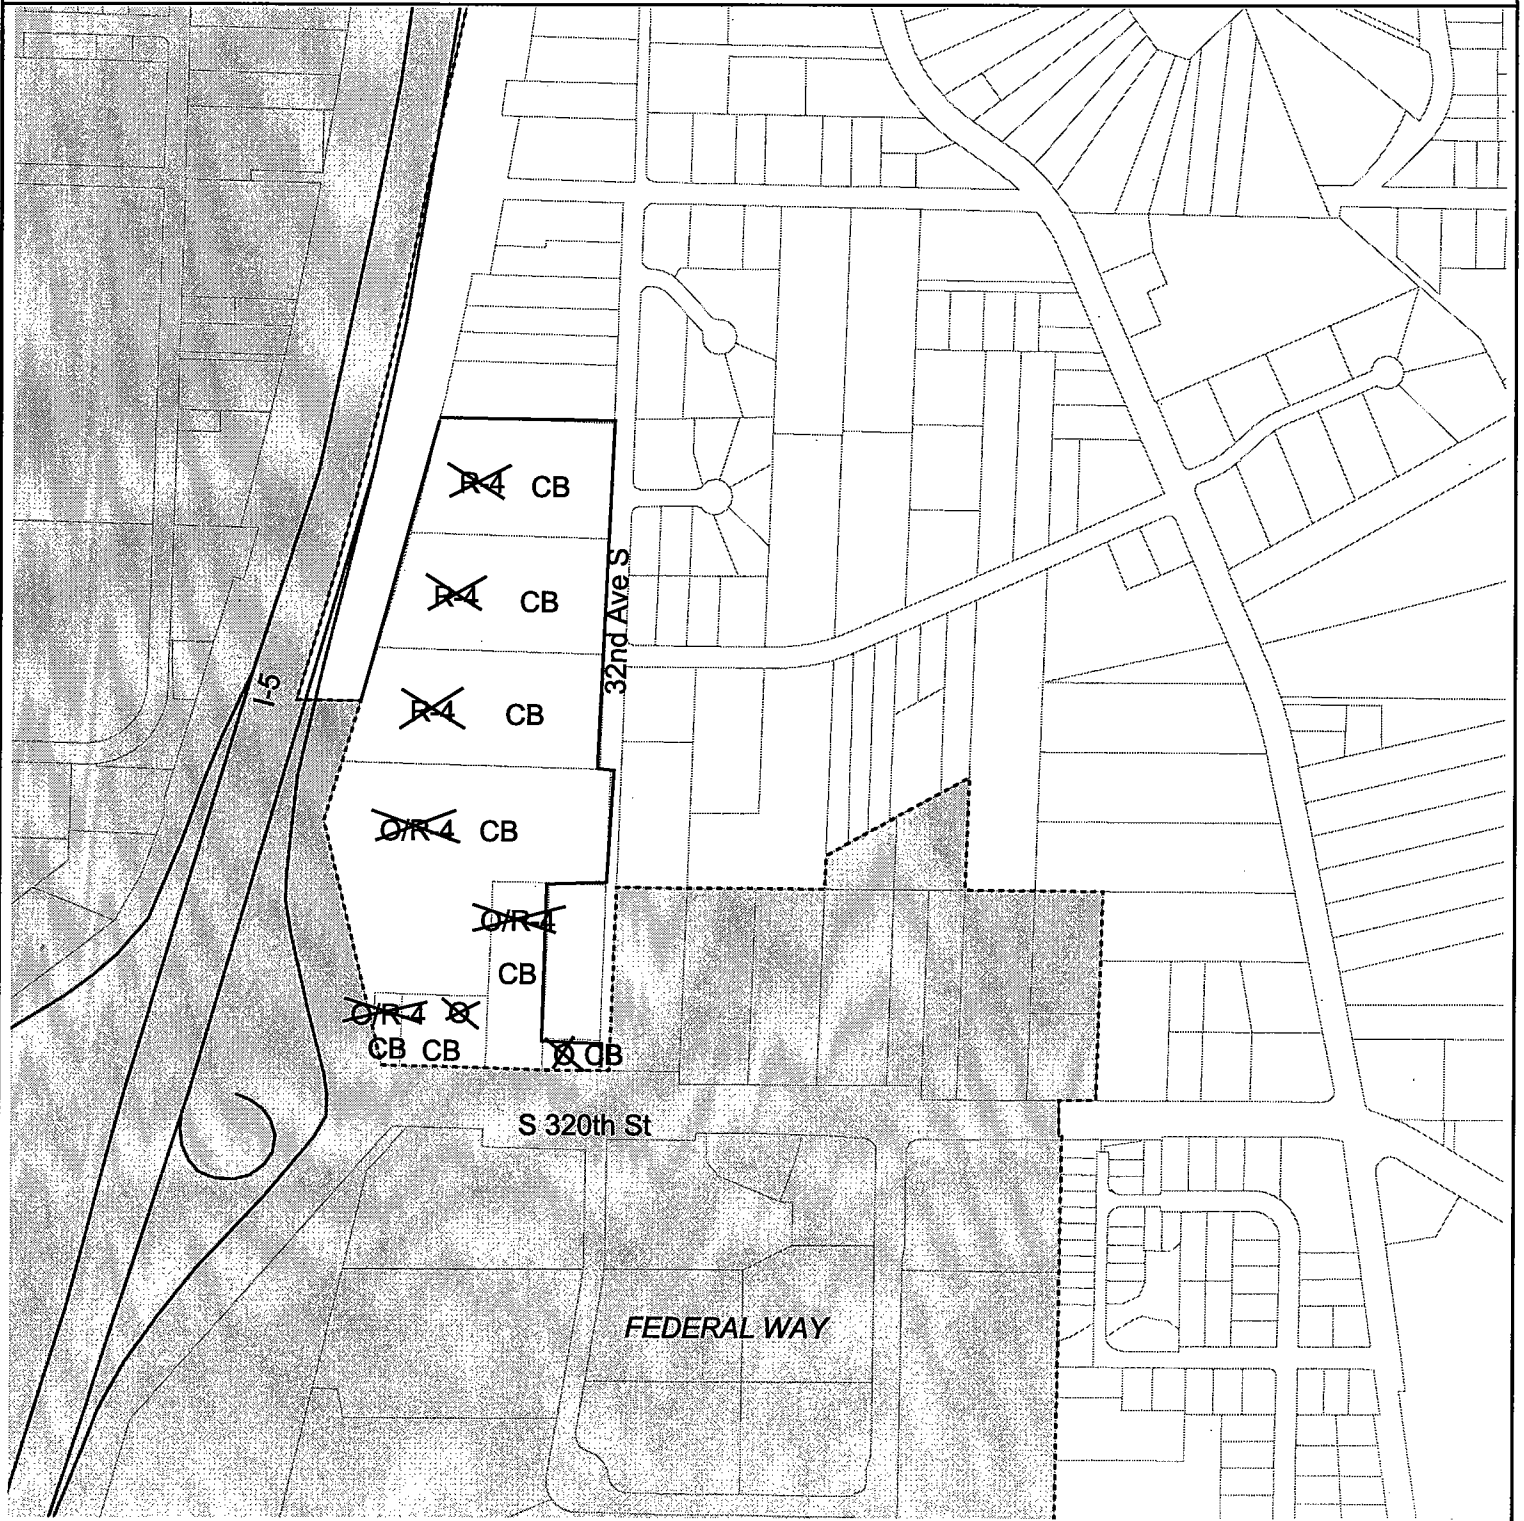 R-4 CB
R-4 CB
32nd Ave S
I-5
R-4 CB
O/R-4 CB
O/R-4
CB
O/R-4 O
CB CB
O CB
S 320th St
FEDERAL WAY